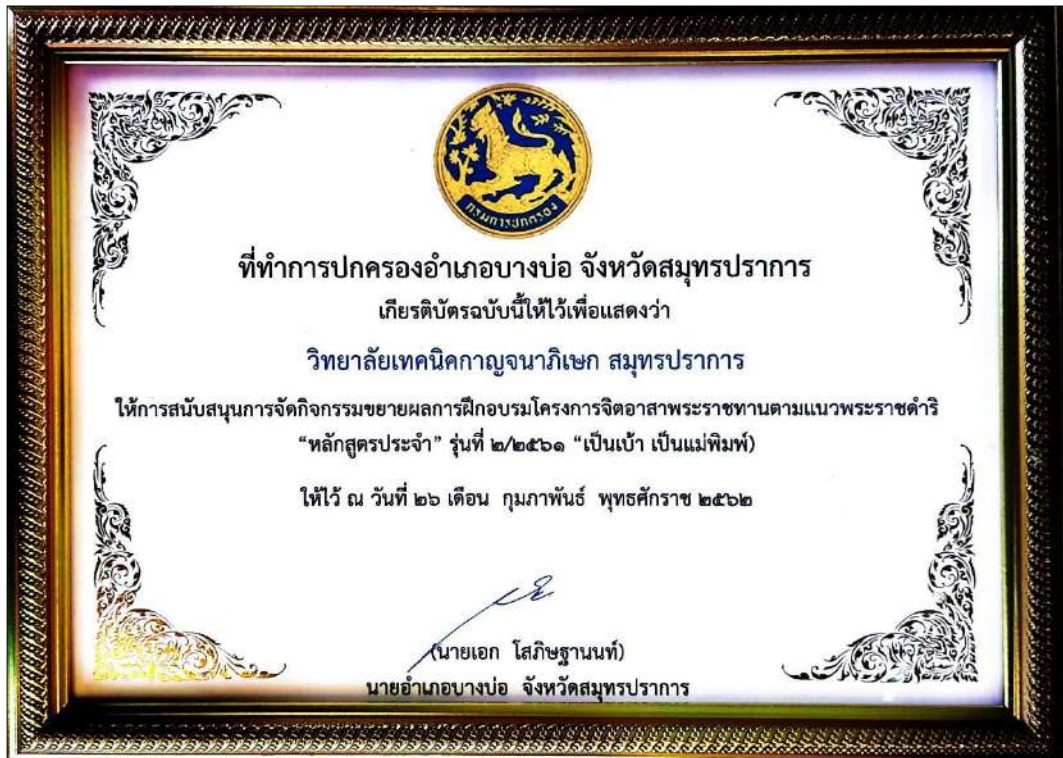 กรมการปกครอง
ที่ทำการปกครองอำเภอบางบ่อ จังหวัดสมุทรปราการ
เกียรติบัตรฉบับนี้ให้ไว้เพื่อแสดงว่า
วิทยาลัยเทคนิคกาญจนาภิเษก สมุทรปราการ
ให้การสนับสนุนการจัดกิจกรรมขยายผลการฝึกอบรมโครงการจิตอาสาพระราชทานตามแนวพระราชดำริ
“หลักสูตรประจำ” รุ่นที่ ๒/๒๕๖๑ “เป็นเบ้า เป็นแม่พิมพ์)
ให้ไว้ ณ วันที่ ๒๖ เดือน กุมภาพันธ์ พุทธศักราช ๒๕๖๒
(นายเอก โสภิษฐานนท์)
นายอำเภอบางบ่อ จังหวัดสมุทรปราการ